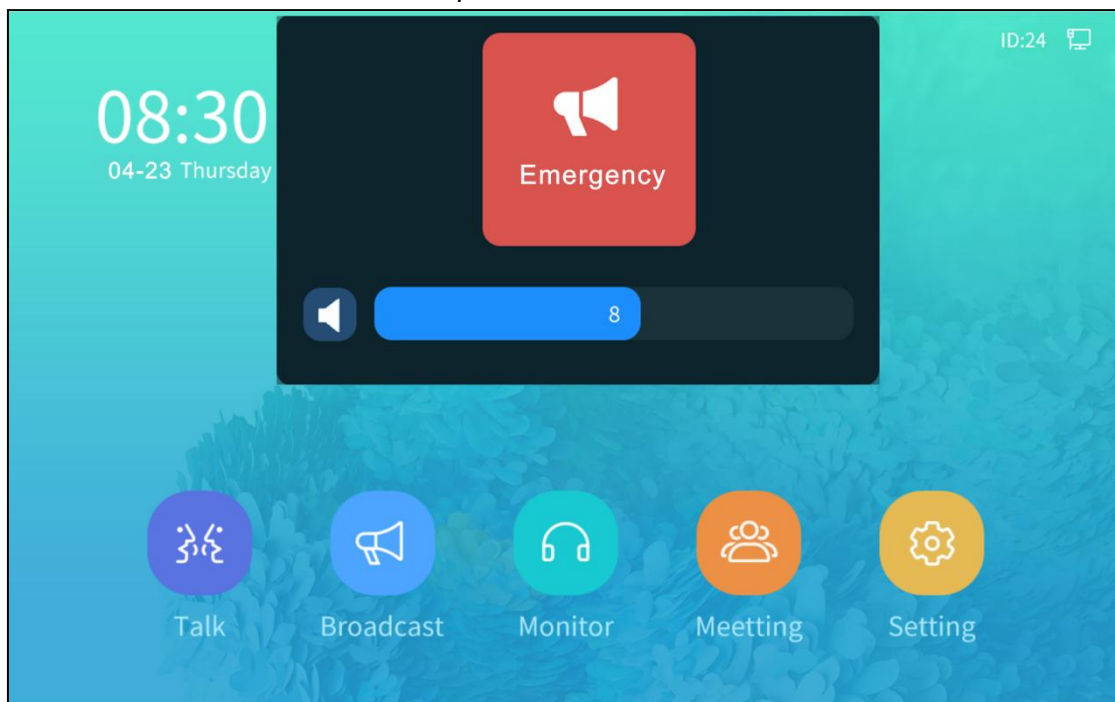 ID:24
08:30
04-23 Thursday
Emergency
8
Talk
Broadcast
Monitor
Meetting
Setting